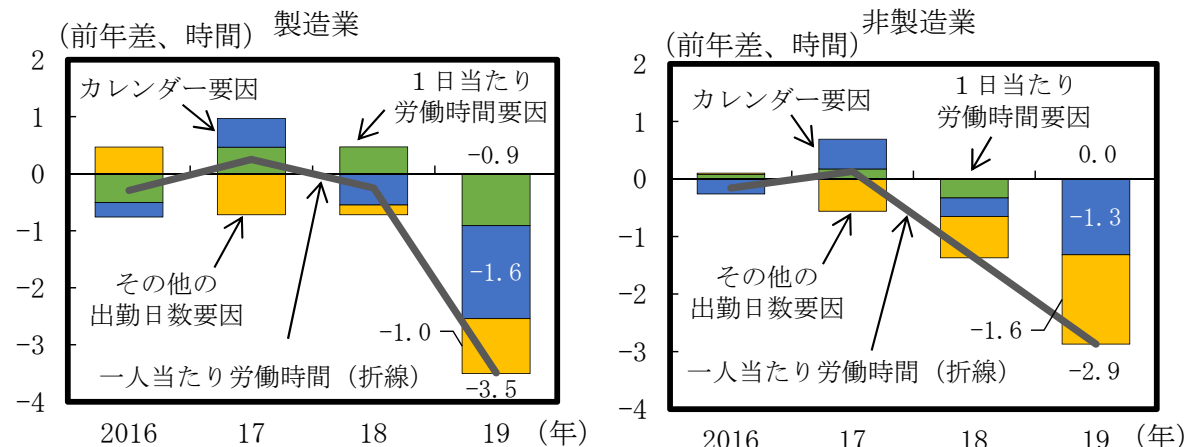 製造業
(前年差、時間)
2
1
0
-1
-2
-3
-4
カレンダー要因
1日当たり
労働時間要因
-0.9
-1.6
その他の
出勤日数要因
-1.0
一人当たり労働時間(折線)
-3.5
2016 17 18 19 (年)
非製造業
(前年差、時間)
2
1
0
-1
-2
-3
-4
カレンダー要因
1日当たり
労働時間要因
0.0
-1.3
その他の
出勤日数要因
-1.6
一人当たり労働時間(折線)
-2.9
2016 17 18 19 (年)